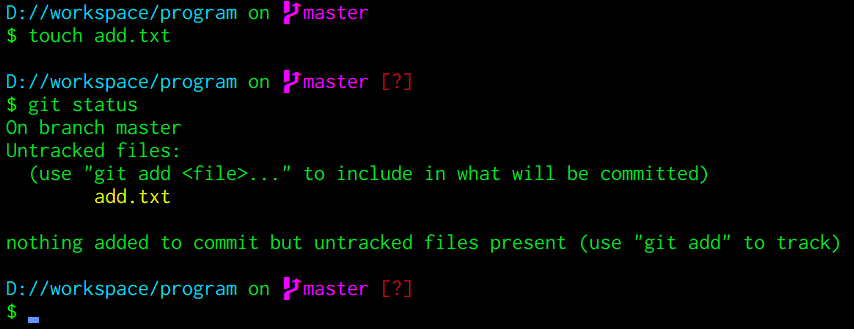 D://workspace/program on master
$ touch add.txt
D://workspace/program on master [?]
$ git status
On branch master
Untracked files:
(use "git add <file>..." to include in what will be committed)
add.txt
nothing added to commit but untracked files present (use "git add" to track)
D://workspace/program on master [?]
$